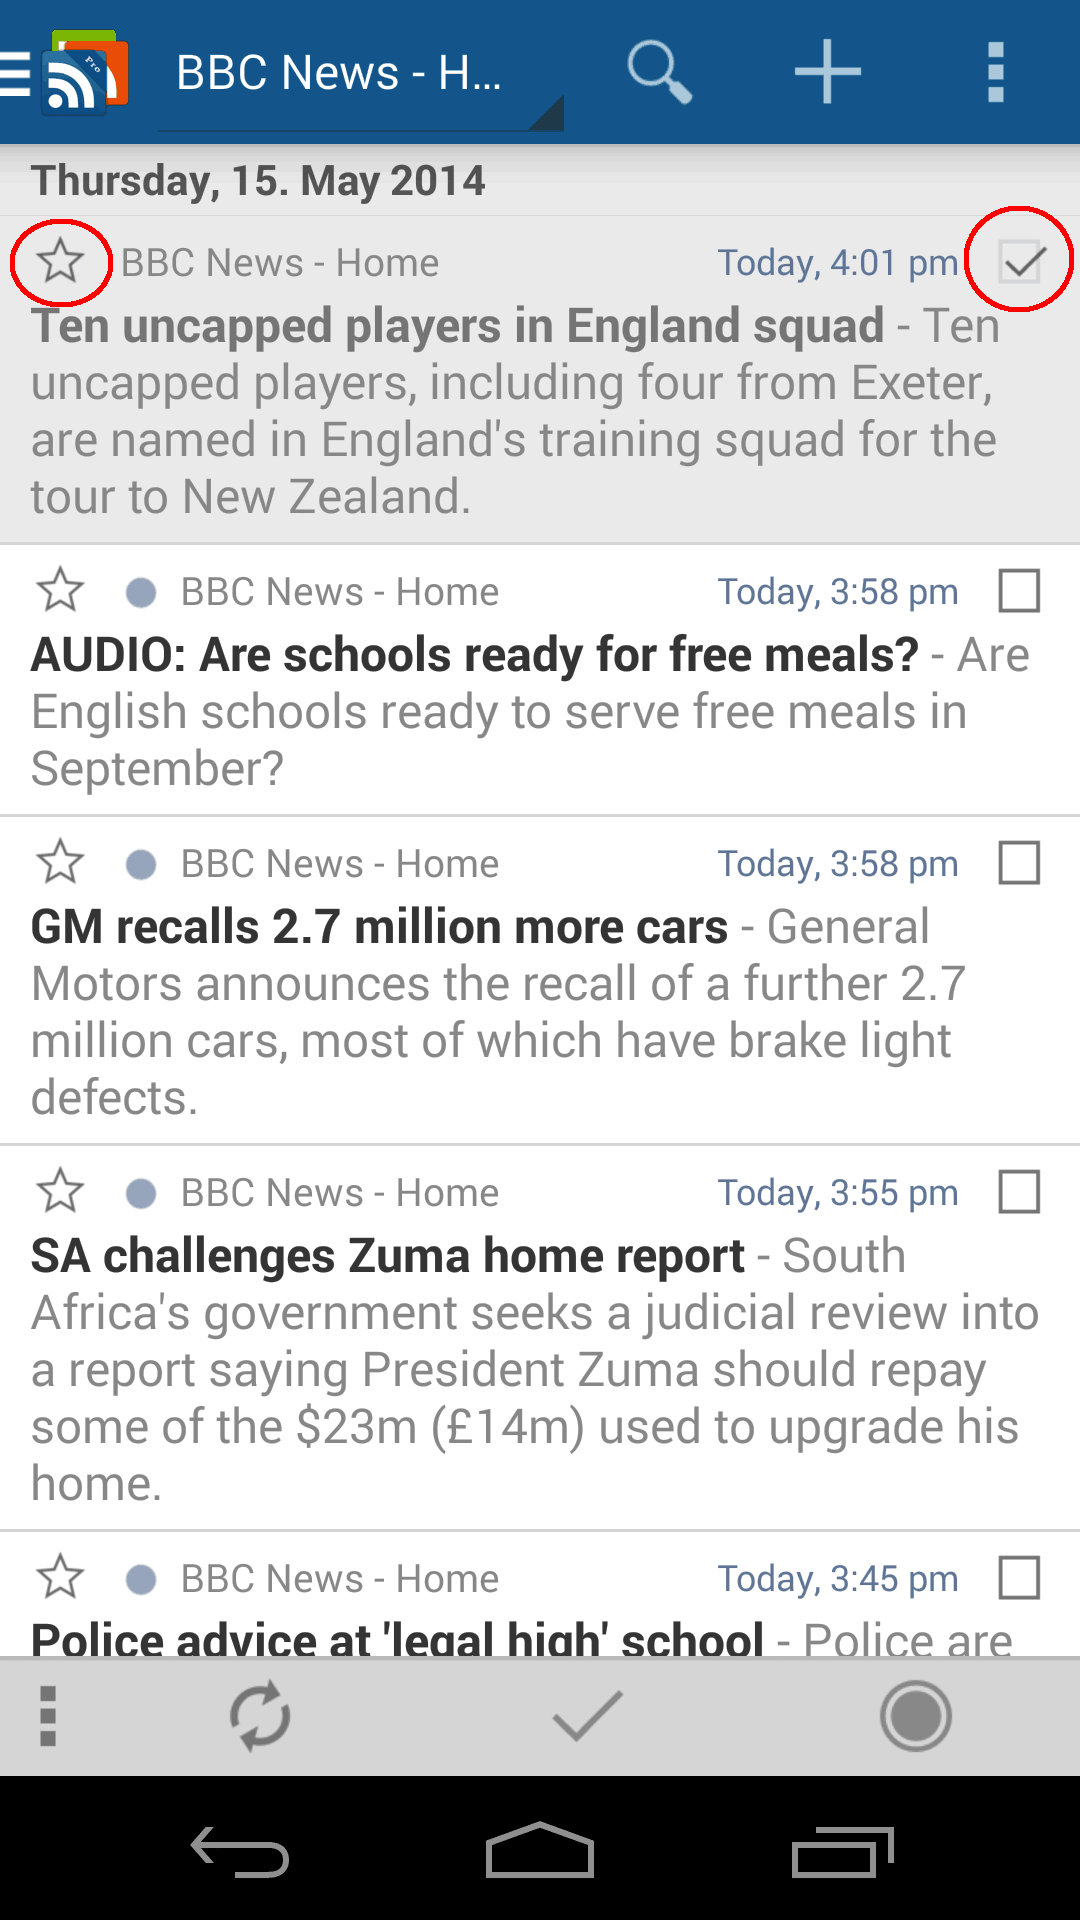 Pro
BBC News - H...
Thursday, 15. May 2014
BBC News - Home Today, 4:01 pm
Ten uncapped players in England squad - Ten
uncapped players, including four from Exeter,
are named in England's training squad for the
tour to New Zealand.
BBC News - Home Today, 3:58 pm
AUDIO: Are schools ready for free meals? - Are
English schools ready to serve free meals in
September?
BBC News - Home Today, 3:58 pm
GM recalls 2.7 million more cars - General
Motors announces the recall of a further 2.7
million cars, most of which have brake light
defects.
BBC News - Home Today, 3:55 pm
SA challenges Zuma home report - South
Africa's government seeks a judicial review into
a report saying President Zuma should repay
some of the $23m (£14m) used to upgrade his
home.
BBC News - Home Today, 3:45 pm
Police advice at 'legal high' school - Police are